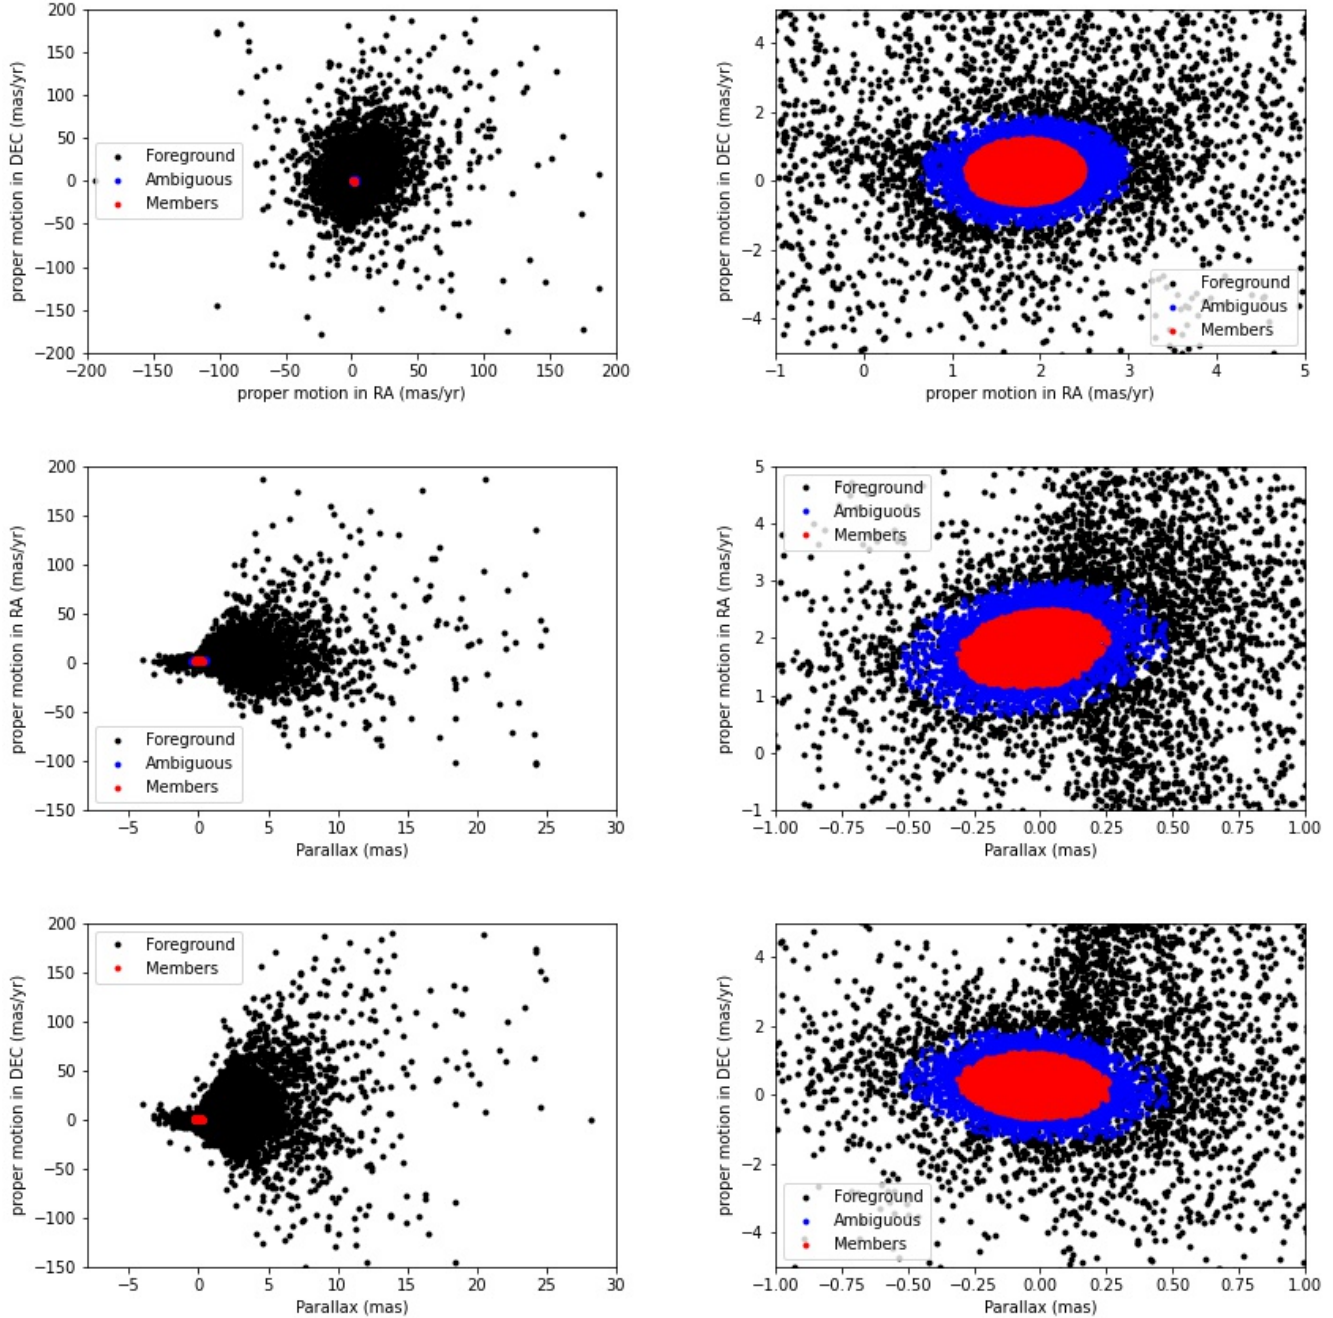 200
150
100
50
0
−50
−100
−150
−200
proper motion in DEC (mas/yr)
Foreground
Ambiguous
Members
−200 −150 −100 −50 0 50 100 150 200
proper motion in RA (mas/yr)
4
2
0
−2
−4
proper motion in DEC (mas/yr)
Foreground
Ambiguous
Members
−1 0 1 2 3 4 5
proper motion in RA (mas/yr)
200
150
100
50
0
−50
−100
−150
proper motion in RA (mas/yr)
Foreground
Ambiguous
Members
−5 0 5 10 15 20 25 30
Parallax (mas)
5
4
3
2
1
0
−1
proper motion in RA (mas/yr)
Foreground
Ambiguous
Members
−1.00 −0.75 −0.50 −0.25 0.00 0.25 0.50 0.75 1.00
Parallax (mas)
200
150
100
50
0
−50
−100
−150
proper motion in DEC (mas/yr)
Foreground
Members
−5 0 5 10 15 20 25 30
Parallax (mas)
4
2
0
−2
−4
proper motion in DEC (mas/yr)
Foreground
Ambiguous
Members
−1.00 −0.75 −0.50 −0.25 0.00 0.25 0.50 0.75 1.00
Parallax (mas)